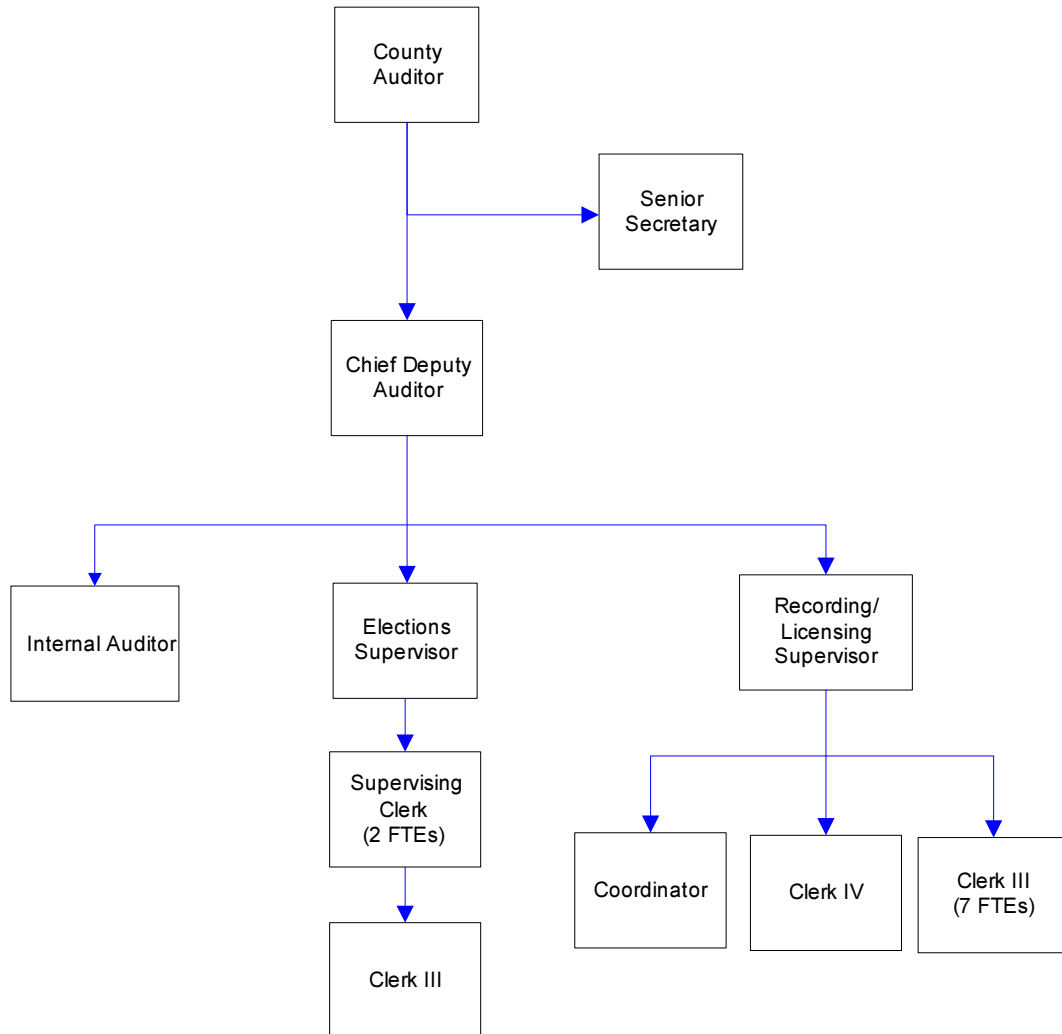 County
Auditor
Senior
Secretary
Chief Deputy
Auditor
Internal Auditor
Elections
Supervisor
Recording/
Licensing
Supervisor
Supervising
Clerk
(2 FTEs)
Coordinator
Clerk IV
Clerk III
(7 FTEs)
Clerk III